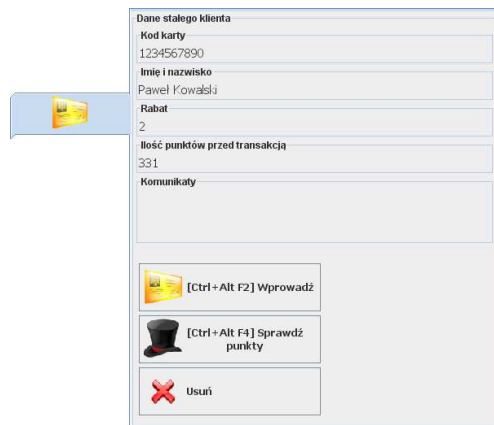 Dane stałego klienta
Kod karty
1234567890
Imię i nazwisko
Paweł Kowalski
Rabat
2
Ilość punktów przed transakcją
331
Komunikaty
[Ctrl+Alt F2] Wprowadź
[Ctrl+Alt F4] Sprawdź
punkty
Usuń